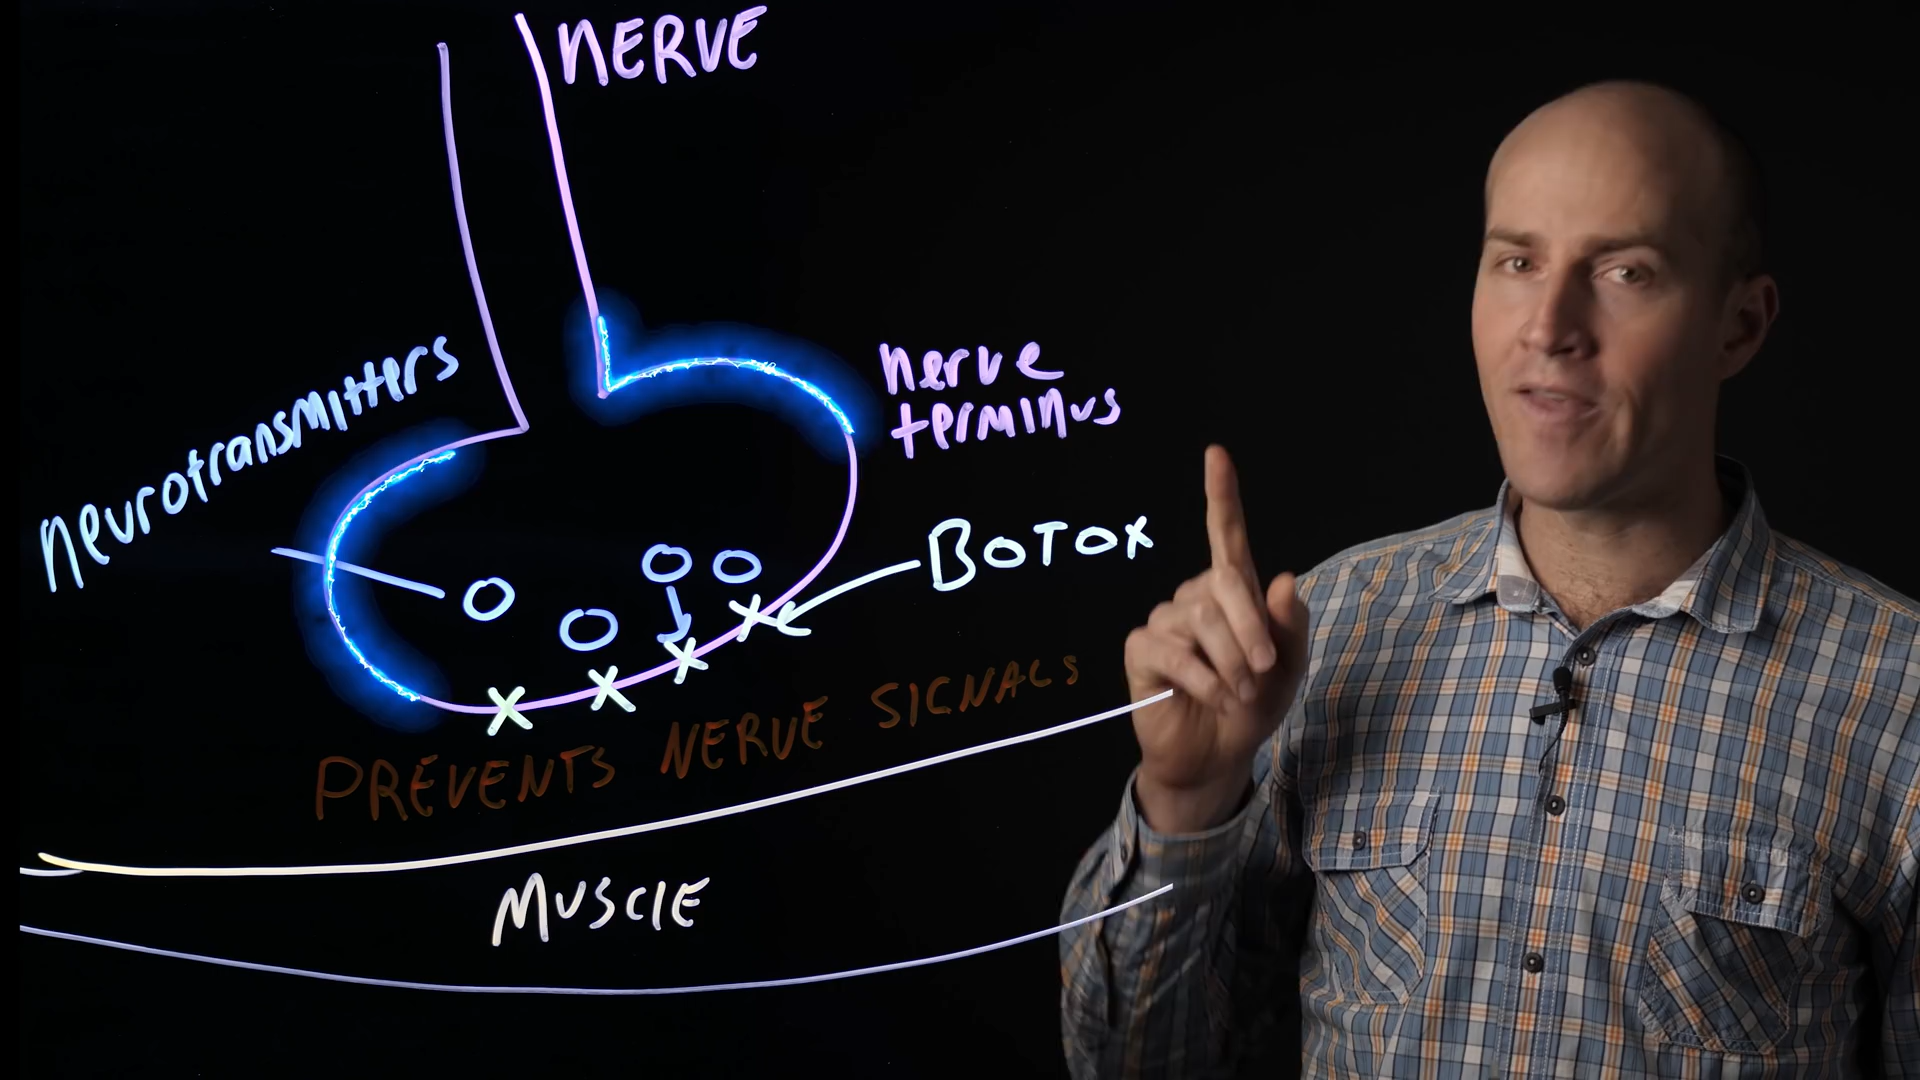 NERVE
neurotransmitters
nerve
terminus
BOTOX
PREVENTS NERVE SIGNALS
MUSCLE